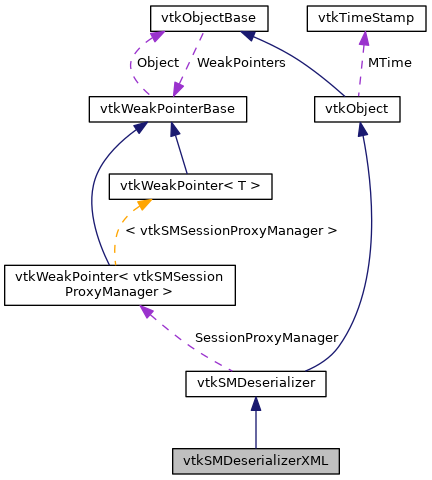 vtkObjectBase
vtkTimeStamp
Object
WeakPointers
MTime
vtkWeakPointerBase
vtkObject
vtkWeakPointer< T >
< vtkSMSessionProxyManager >
vtkWeakPointer< vtkSMSession
ProxyManager >
SessionProxyManager
vtkSMDeserializer
vtkSMDeserializerXML